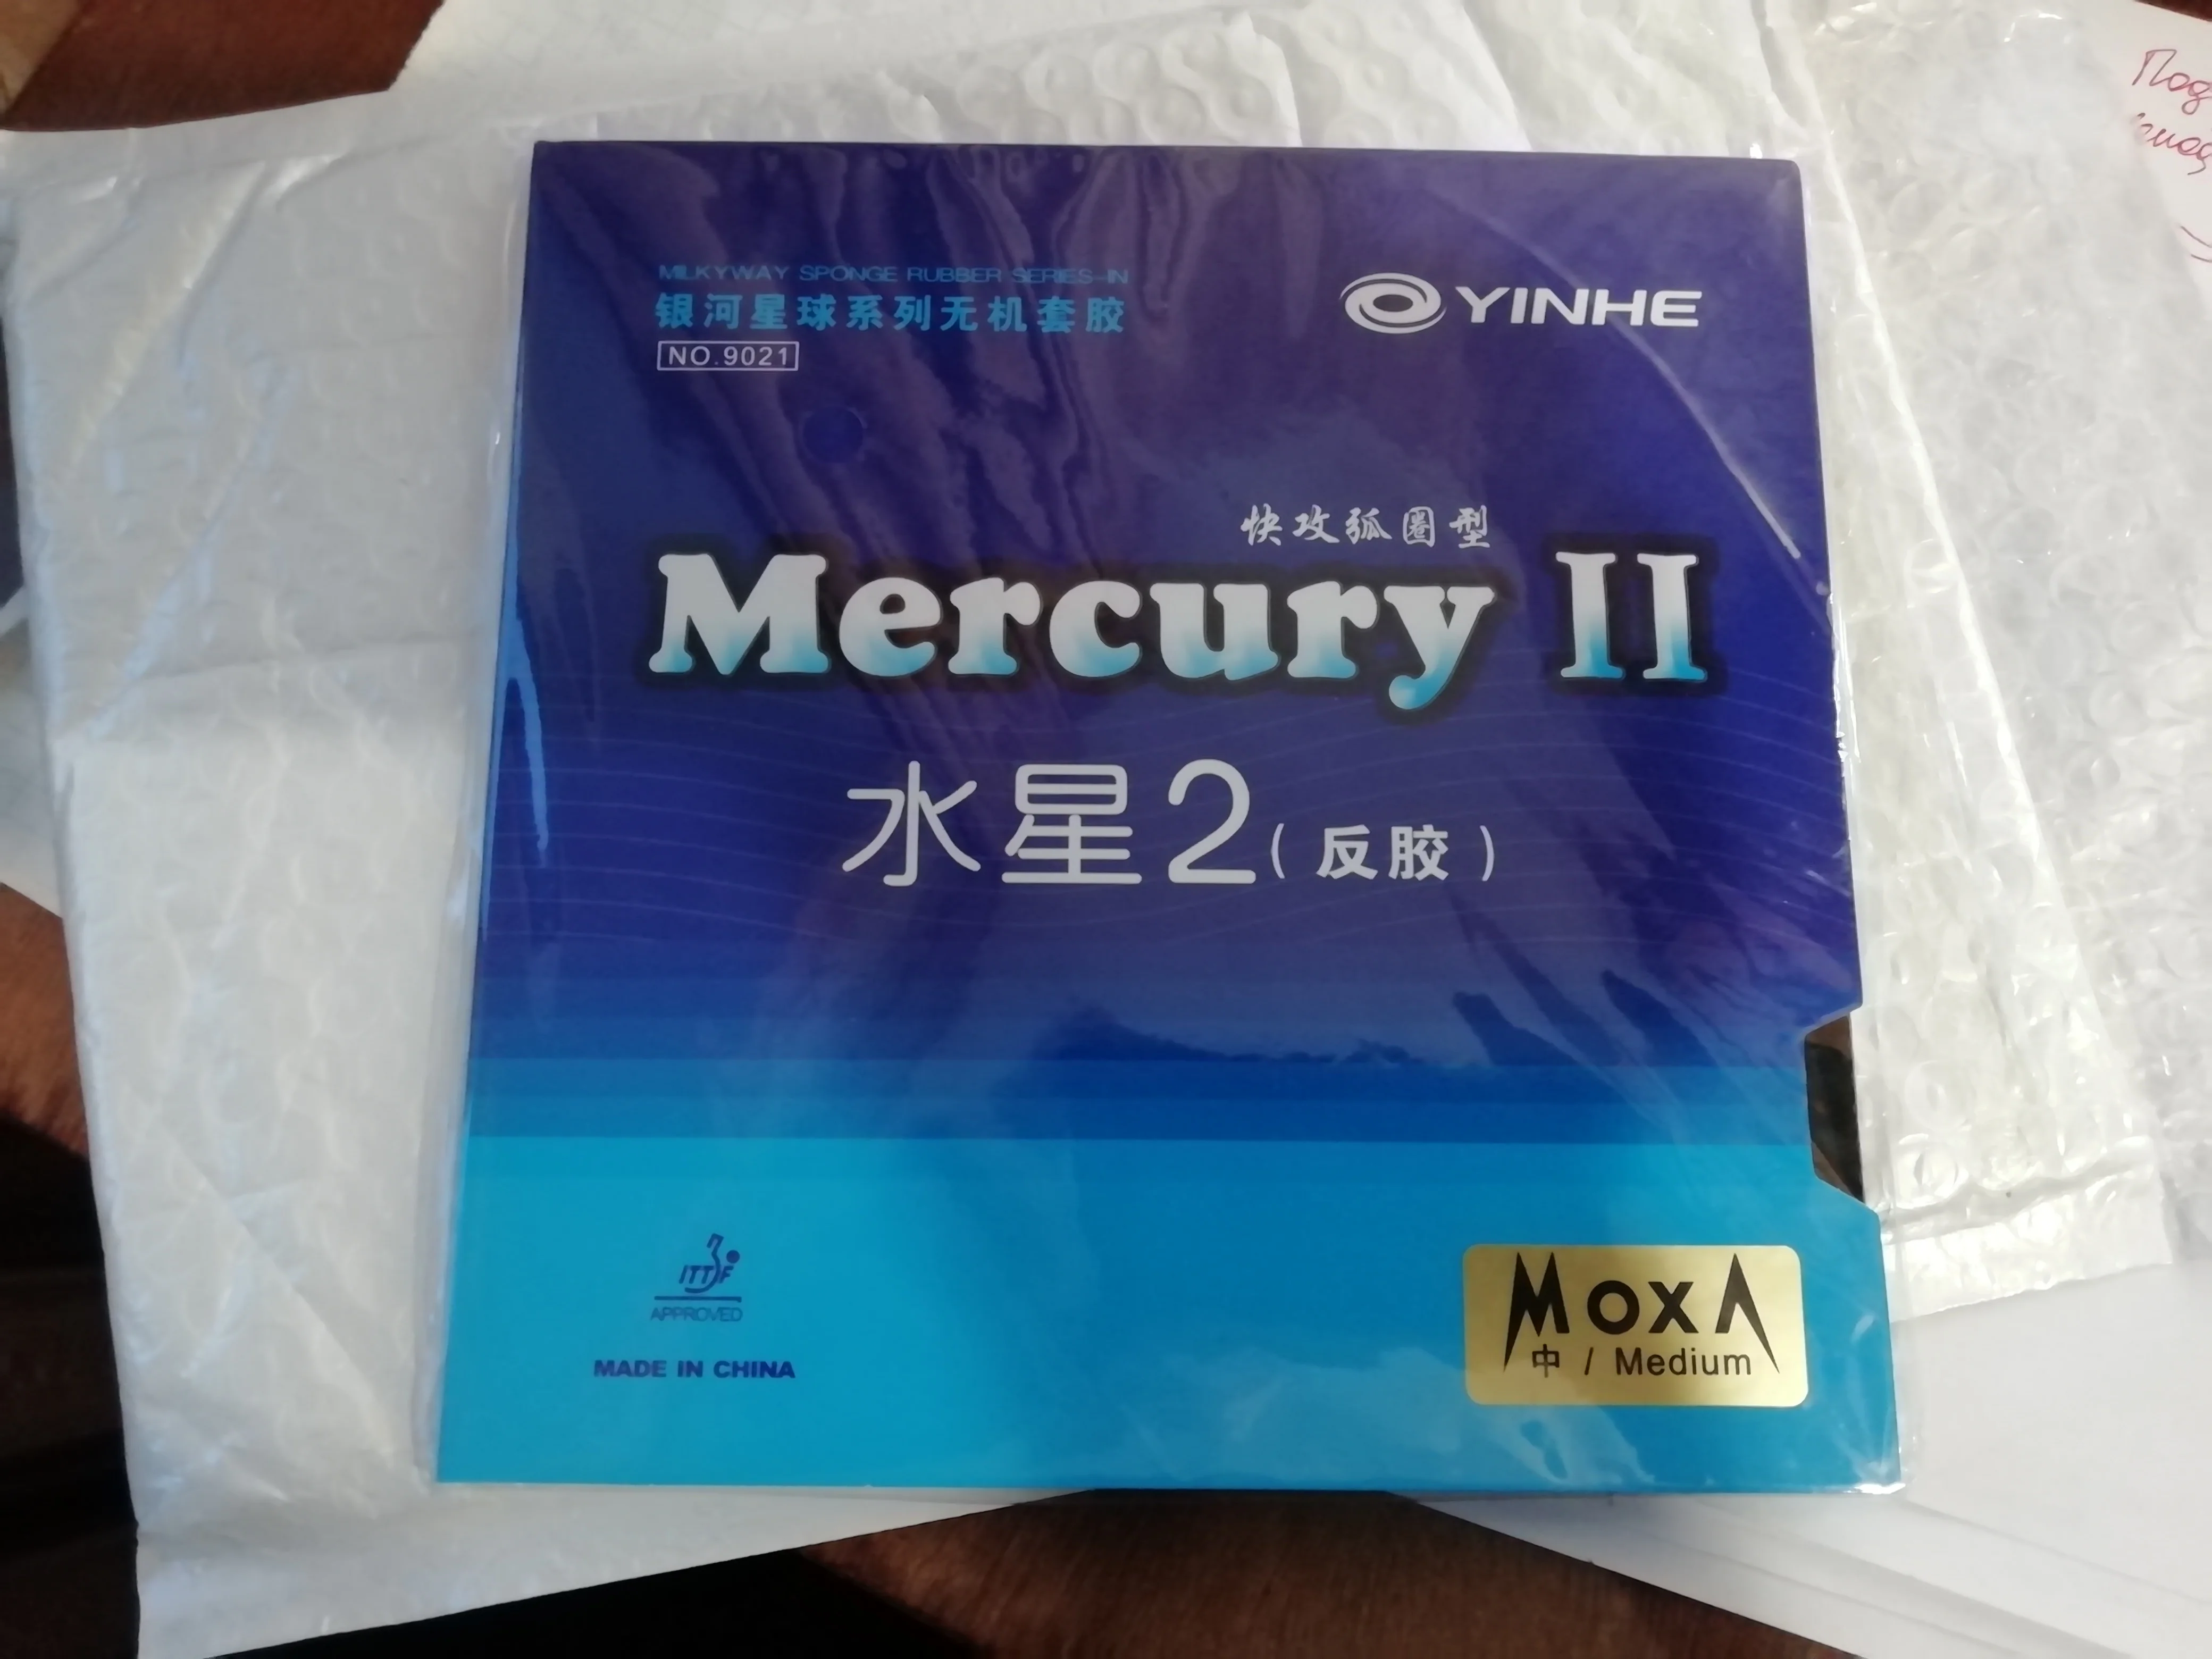 MILKYWAY SPONGE RUBBER SERIES-IN
银河星球系列无机套胶
NO.9021
YINHE
快攻弧圈型
Mercury II
水星2(反胶)
ITTF
APPROVED
MADE IN CHINA
MOXA
中 / Medium